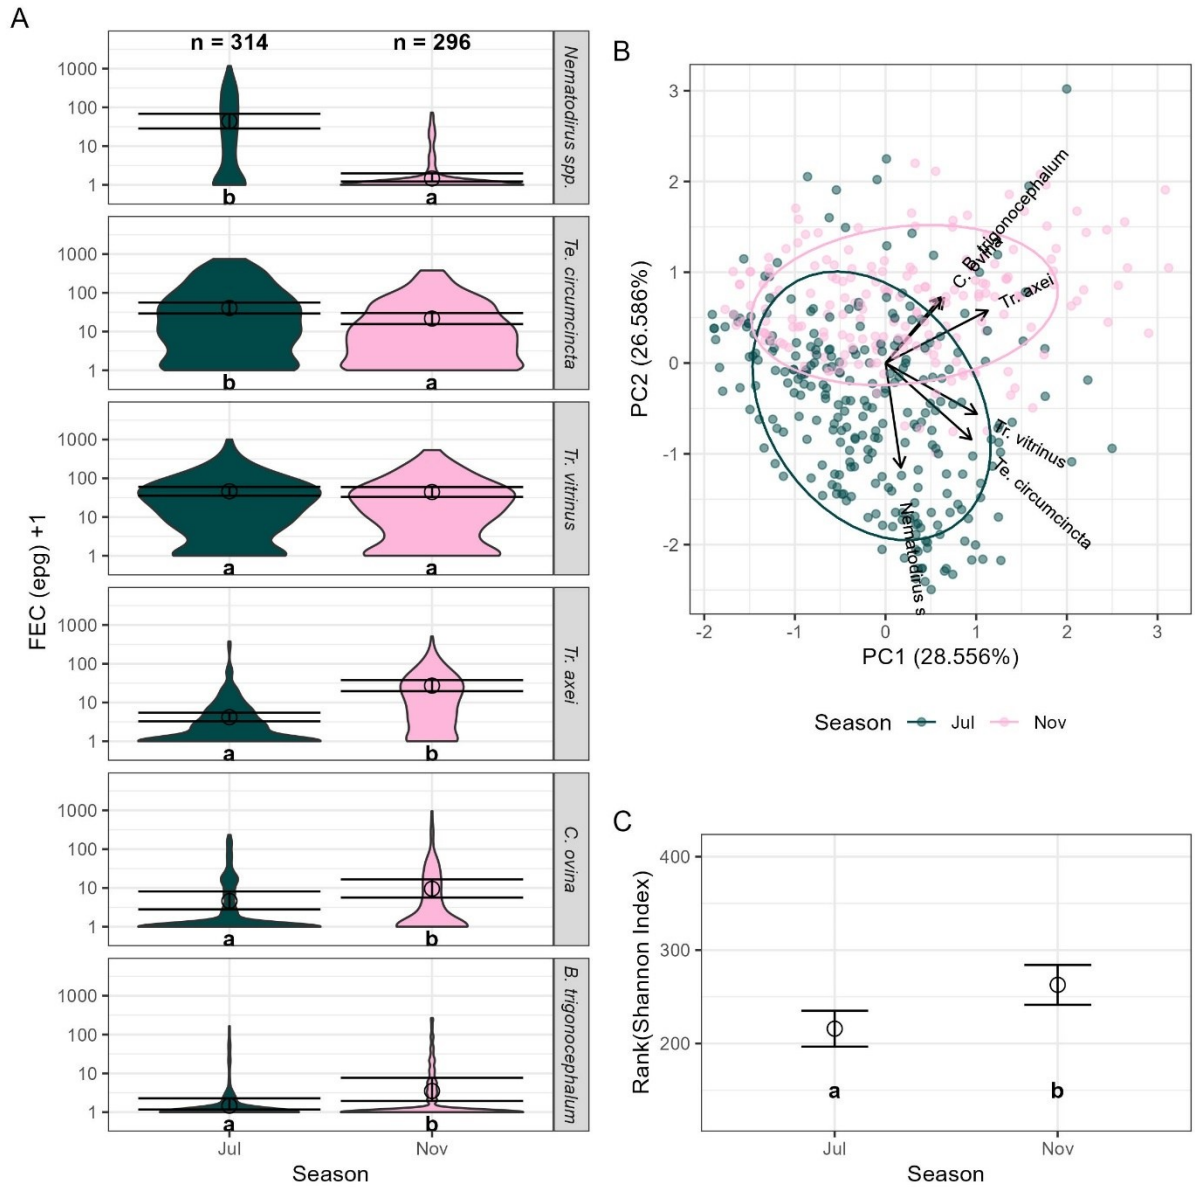 A
n = 314
n = 296
FEC (epg) +1
1000
100
10
1
b
a
Nematodirus spp.
1000
100
10
1
b
a
Te. circumcincta
1000
100
10
1
a
a
Tr. vitrinus
1000
100
10
1
a
b
Tr. axei
1000
100
10
1
a
b
C. ovina
1000
100
10
1
a
b
B. trigonocephalum
Jul
Nov
Season
B
PC2 (26.586%)
3
2
1
0
-1
-2
B. trigonocephalum
C. ovina
Tr. axei
Tr. vitrinus
Te. circumcincta
Nematodirus s
-2
-1
0
1
2
3
PC1 (28.556%)
Season
Jul
Nov
C
Rank(Shannon Index)
400
300
200
a
b
Jul
Nov
Season